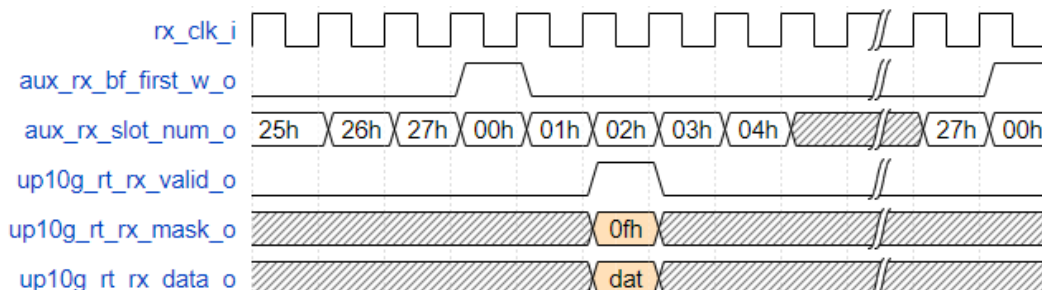 rx_clk_i
aux_rx_bf_first_w_o
aux_rx_slot_num_o 25h 26h 27h 00h 01h 02h 03h 04h 27h 00h
up10g_rt_rx_valid_o
up10g_rt_rx_mask_o 0fh
up10g_rt_rx_data_o dat